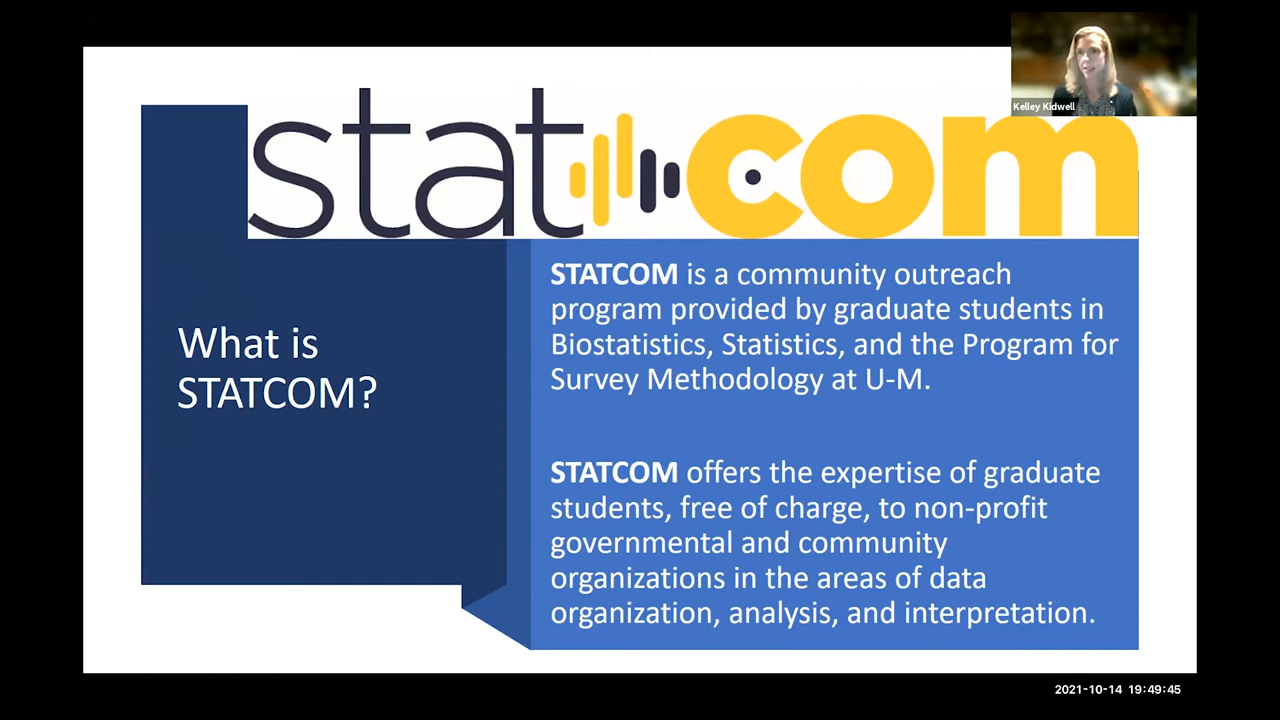 stat com
Kelley Kidwell
What is
STATCOM?
STATCOM is a community outreach
program provided by graduate students in
Biostatistics, Statistics, and the Program for
Survey Methodology at U-M.
STATCOM offers the expertise of graduate
students, free of charge, to non-profit
governmental and community
organizations in the areas of data
organization, analysis, and interpretation.
2021-10-14 19:49:45